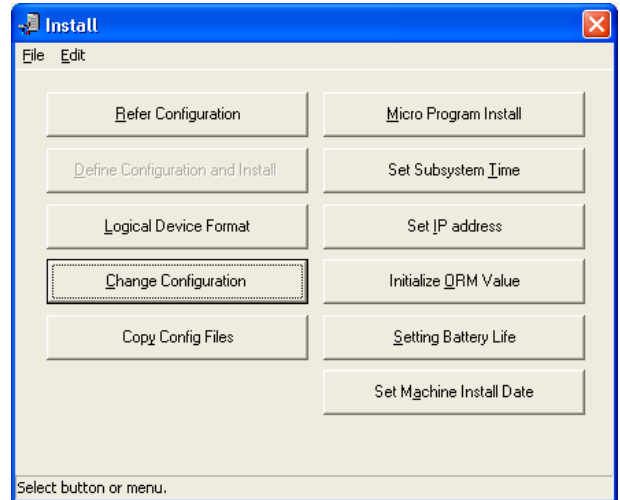 Install
File Edit
Refer Configuration
Define Configuration and Install
Logical Device Format
Change Configuration
Copy Config Files
Micro Program Install
Set Subsystem Time
Set IP address
Initialize ORM Value
Setting Battery Life
Set Machine Install Date
Select button or menu.